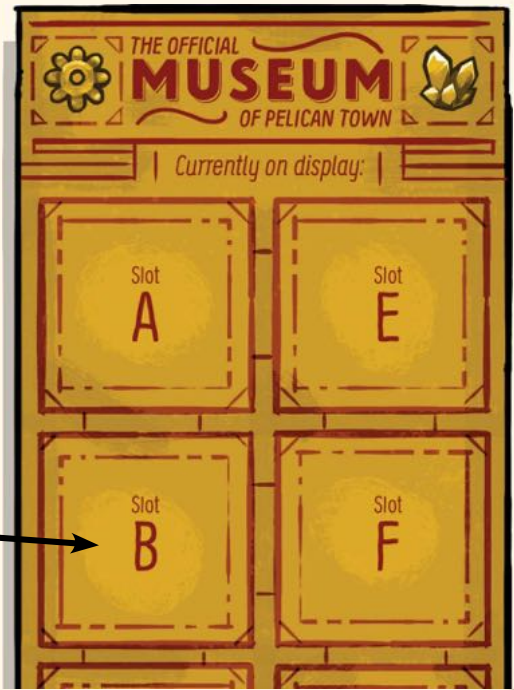 THE OFFICIAL
MUSEUM
OF PELICAN TOWN
Currently on display:
Slot
A
Slot
E
Slot
B
Slot
F